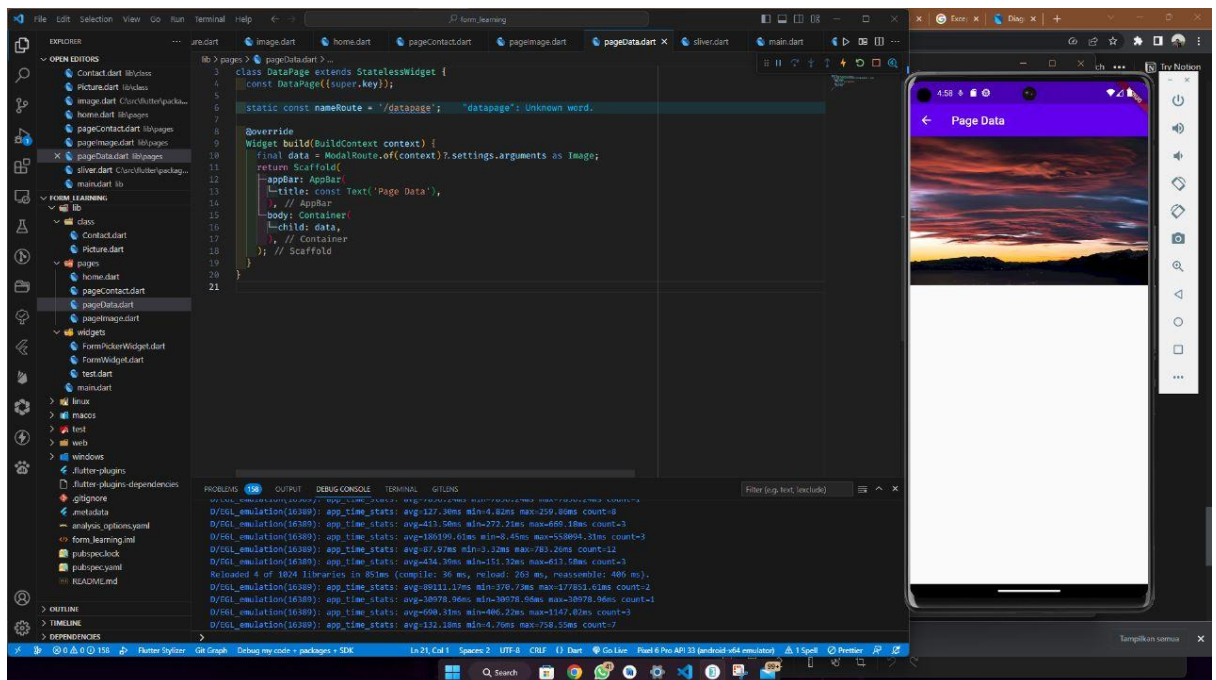 File Edit Selection View Go Run Terminal Help
form_learning
EXPLORER
OPEN EDITORS
Contact.dart lib\class
Picture.dart lib\class
image.dart C:\src\flutter\packa...
home.dart lib\pages
pageContact.dart lib\pages
pageImage.dart lib\pages
pageData.dart lib\pages
sliver.dart C:\src\flutter\packag...
main.dart lib
FORM_LEARNING
lib
class
Contact.dart
Picture.dart
pages
home.dart
pageContact.dart
pageData.dart
pageImage.dart
widgets
FormPickerWidget.dart
FormWidget.dart
test.dart
main.dart
linux
macos
test
web
windows
.flutter-plugins
.flutter-plugins-dependencies
.gitignore
.metadata
analysis_options.yaml
form_learning.iml
pubspec.lock
pubspec.yaml
README.md
OUTLINE
TIMELINE
DEPENDENCIES
ure.dart image.dart home.dart pageContact.dart pageImage.dart pageData.dart sliver.dart main.dart
lib > pages > pageData.dart > ...
3 class DataPage extends StatelessWidget {
4 const DataPage({super.key});
5
6 static const nameRoute = '/datapage'; "datapage": Unknown word.
7
8 @override
9 Widget build(BuildContext context) {
10 final data = ModalRoute.of(context)?.settings.arguments as Image;
11 return Scaffold(
12 appBar: AppBar(
13 title: const Text('Page Data'),
14 ), // AppBar
15 body: Container(
16 child: data,
17 ), // Container
18 ); // Scaffold
19 }
20 }
21
PROBLEMS 158 OUTPUT DEBUG CONSOLE TERMINAL GITLENS
Filter (e.g. text, !exclude)
D/EGL_emulation(16389): app_time_stats: avg=127.30ms min=4.82ms max=259.86ms count=8
D/EGL_emulation(16389): app_time_stats: avg=413.50ms min=272.21ms max=669.18ms count=3
D/EGL_emulation(16389): app_time_stats: avg=186199.61ms min=8.45ms max=558094.31ms count=3
D/EGL_emulation(16389): app_time_stats: avg=87.97ms min=3.32ms max=783.26ms count=12
D/EGL_emulation(16389): app_time_stats: avg=434.39ms min=151.32ms max=613.58ms count=3
Reloaded 4 of 1024 libraries in 851ms (compile: 36 ms, reload: 263 ms, reassemble: 406 ms).
D/EGL_emulation(16389): app_time_stats: avg=89111.17ms min=370.73ms max=177851.61ms count=2
D/EGL_emulation(16389): app_time_stats: avg=30978.96ms min=30978.96ms max=30978.96ms count=1
D/EGL_emulation(16389): app_time_stats: avg=690.31ms min=406.22ms max=1147.02ms count=3
D/EGL_emulation(16389): app_time_stats: avg=132.18ms min=4.76ms max=758.55ms count=7
0 0 158 Flutter Stylizer Git Graph Debug my code + packages + SDK Ln 21, Col 1 Spaces: 2 UTF-8 CRLF {} Dart Go Live Pixel 6 Pro API 33 (android-x64 emulator) 1 Spell Prettier
4:58
Page Data
Try Notion
Tampilkan semua
Search
99+